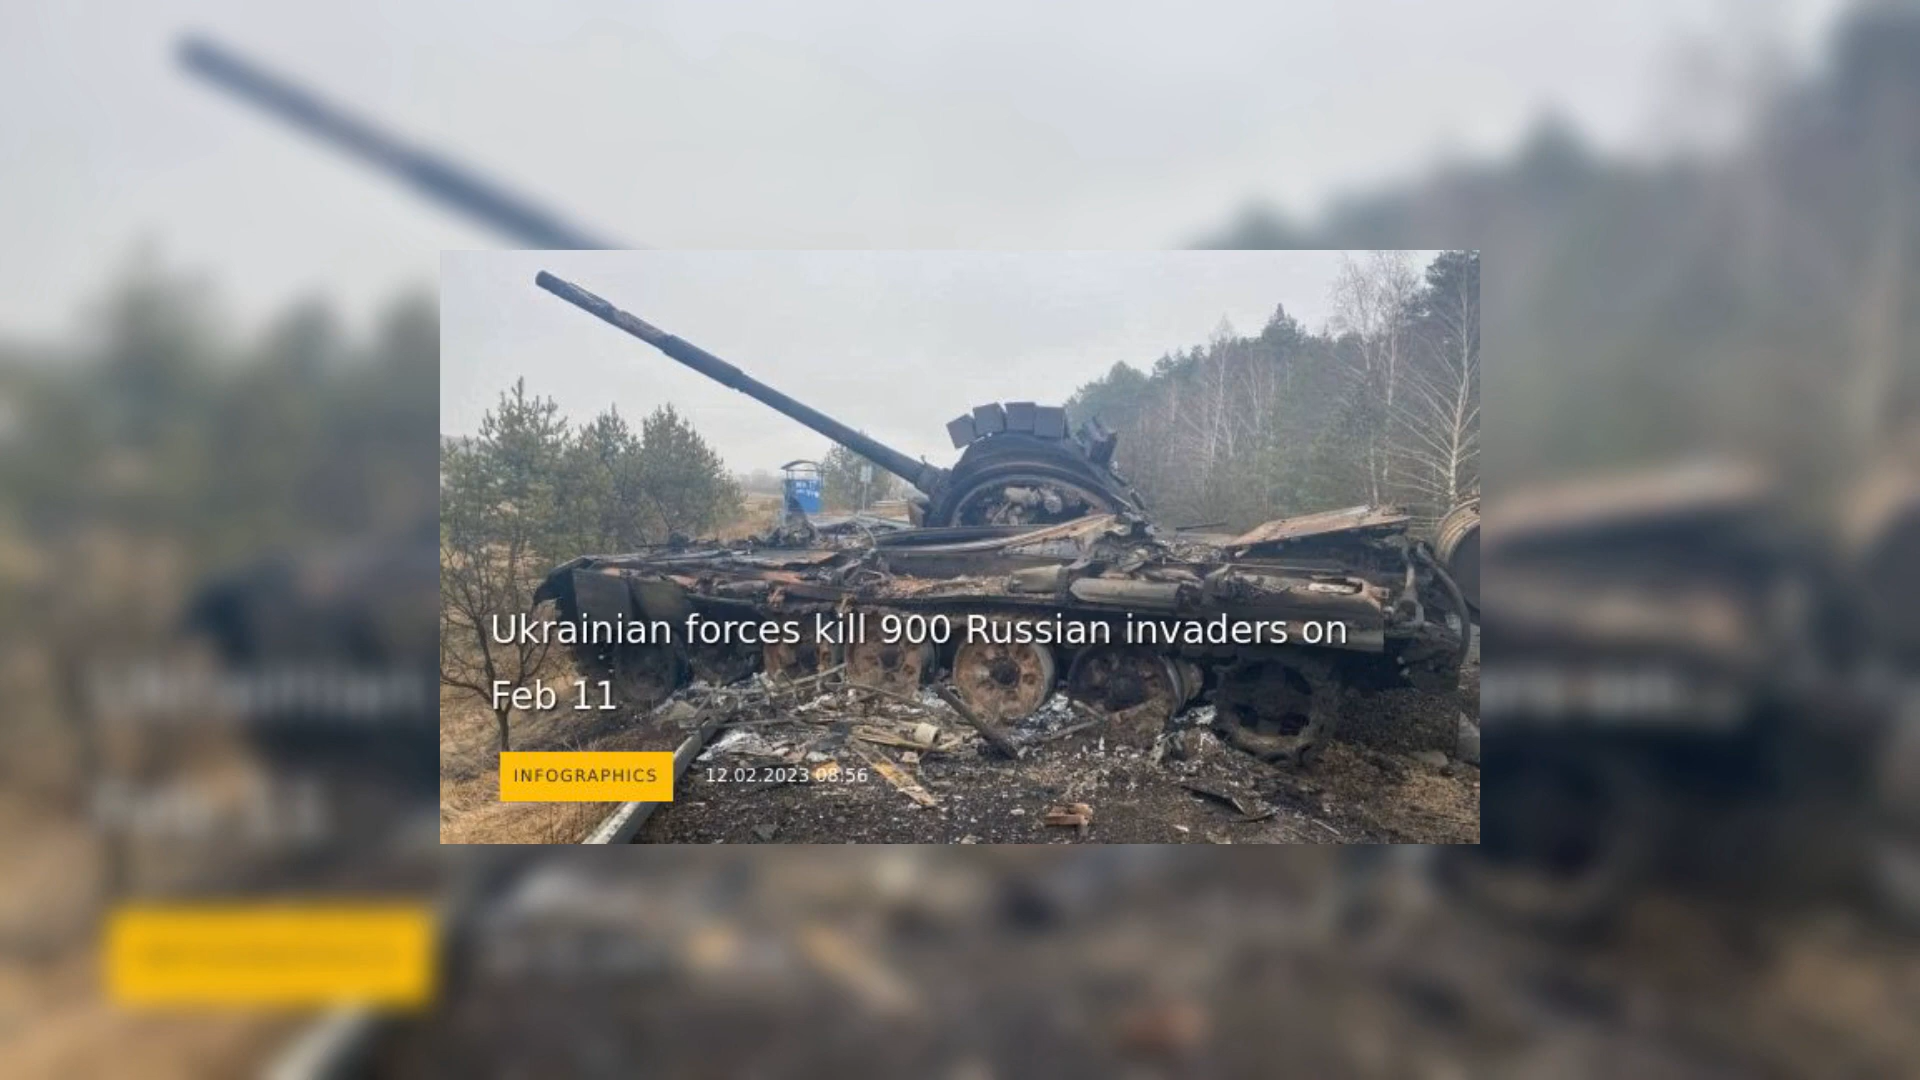 Ukrainian forces kill 900 Russian invaders on
Feb 11
INFOGRAPHICS
12.02.2023 08:56